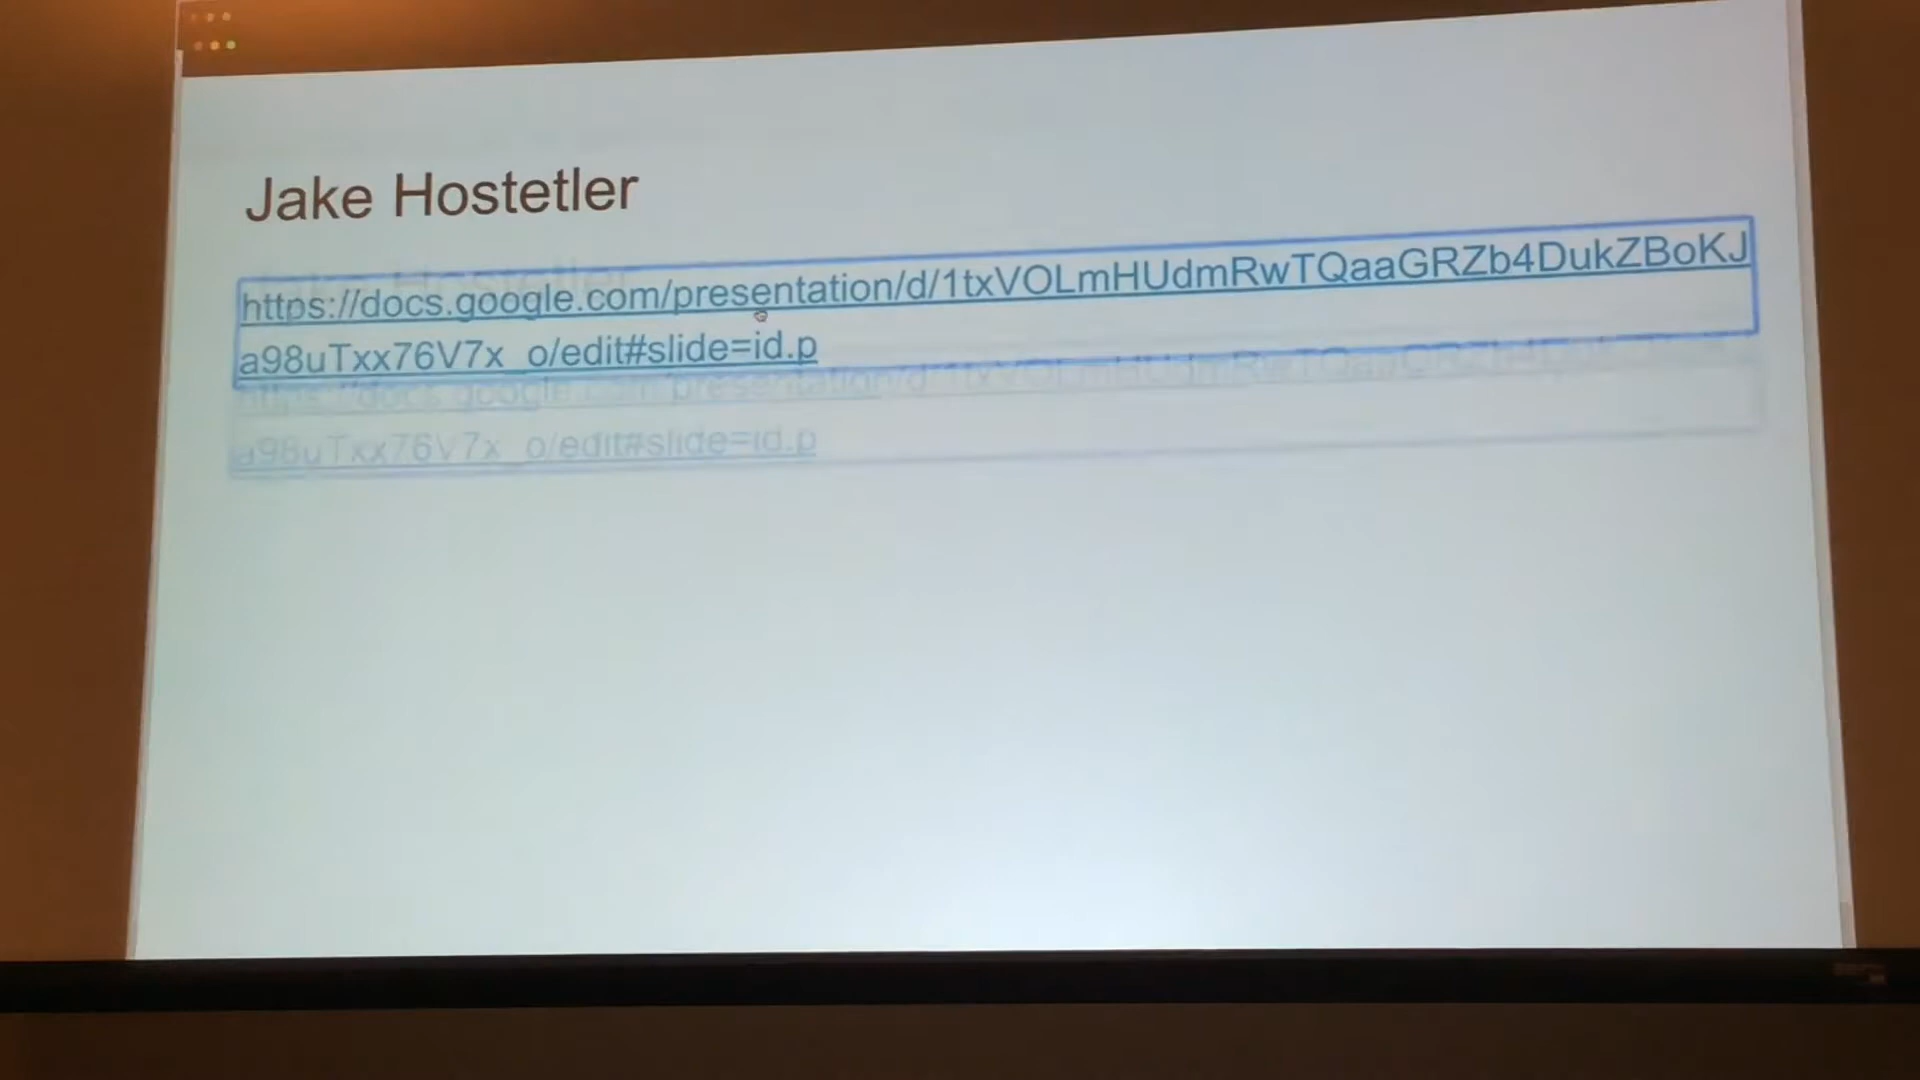 Jake Hostetler
https://docs.google.com/presentation/d/1txVOLmHUdmRwTQaaGRZb4DukZBoKJ
a98uTxx76V7x_o/edit#slide=id.p